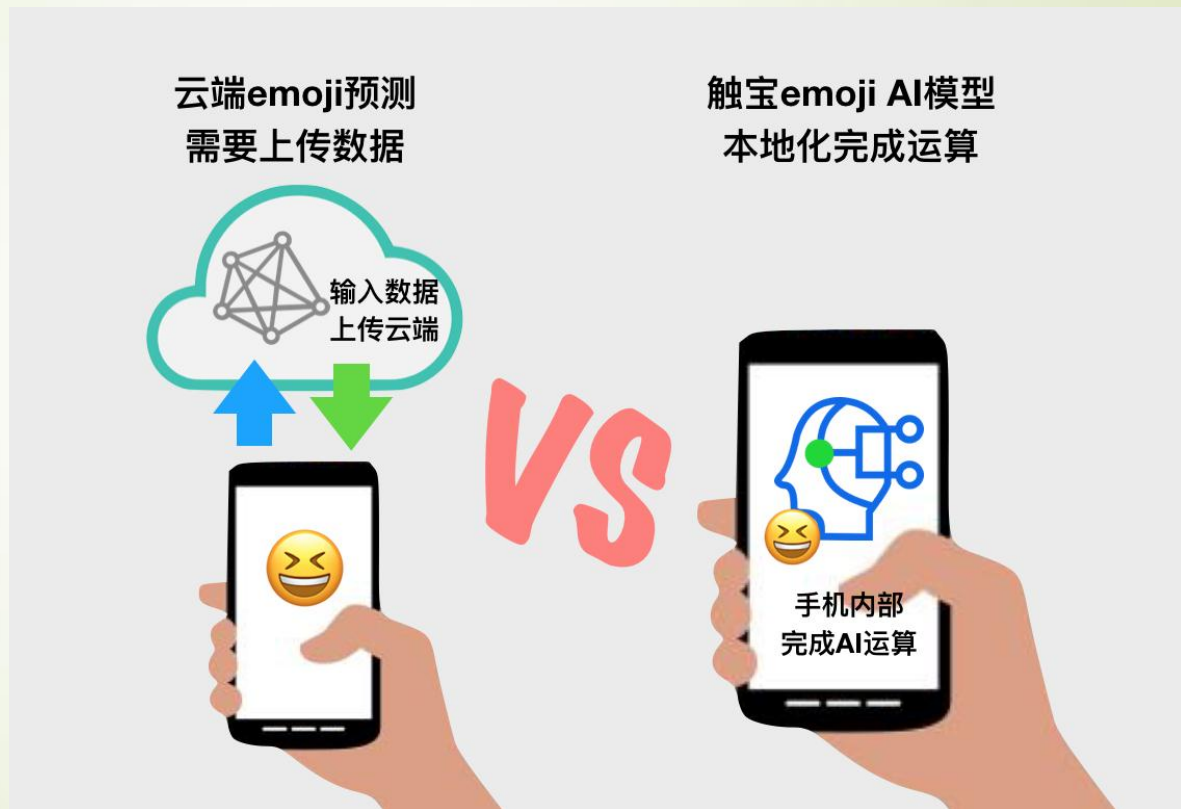 云端emoji预测
需要上传数据
输入数据
上传云端
VS
触宝emoji AI模型
本地化完成运算
手机内部
完成AI运算